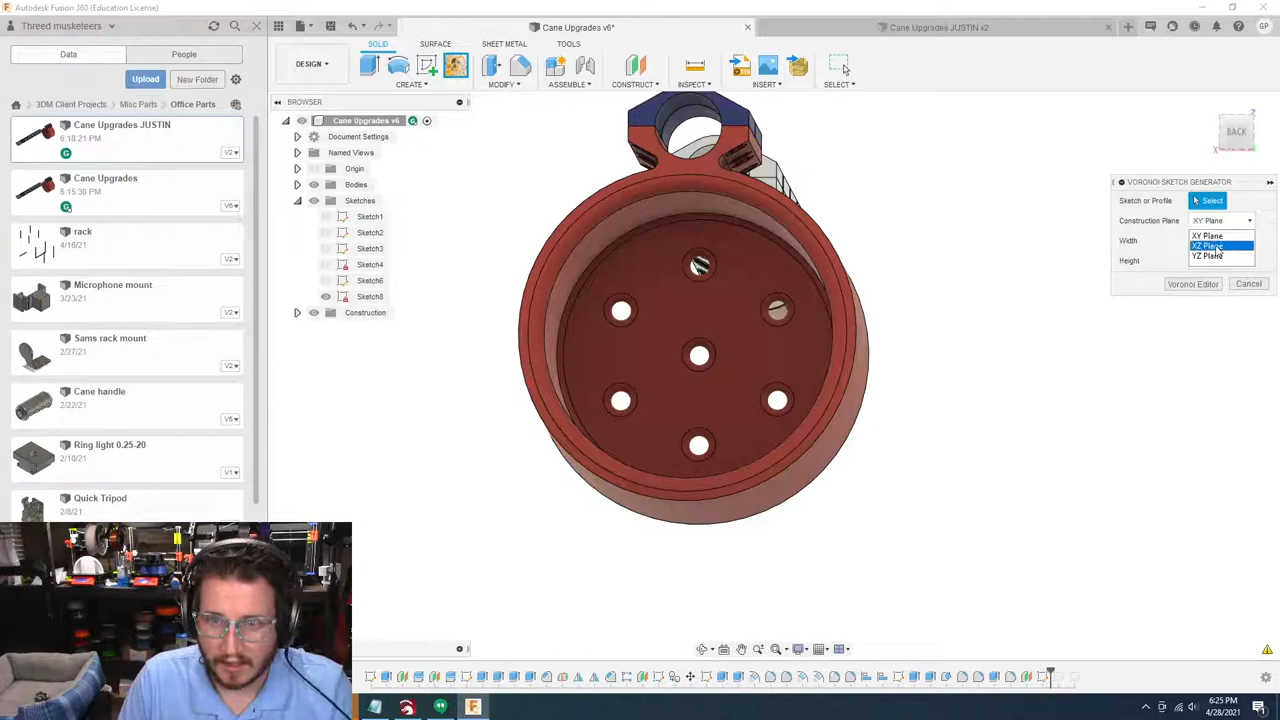 Autodesk Fusion 360 (Education License)
Threed musketeers
Cane Upgrades v6*
Cane Upgrades JUSTIN v2
GP
Data
People
Upload
New Folder
3DM Client Projects
Misc Parts
Office Parts
Cane Upgrades JUSTIN
6:18:21 PM
V2
Cane Upgrades
6:15:30 PM
V6
rack
4/16/21
V2
Microphone mount
3/23/21
V2
Sams rack mount
2/27/21
V2
Cane handle
2/22/21
V5
Ring light 0.25-20
2/10/21
V1
Quick Tripod
2/8/21
DESIGN
SOLID
SURFACE
SHEET METAL
TOOLS
CREATE
MODIFY
ASSEMBLE
CONSTRUCT
INSPECT
INSERT
SELECT
BROWSER
Cane Upgrades v6
Document Settings
Named Views
Origin
Bodies
Sketches
Sketch1
Sketch2
Sketch3
Sketch4
Sketch6
Sketch8
Construction
BACK
Z
X
VORONOI SKETCH GENERATOR
Sketch or Profile
Select
Construction Plane
XY Plane
XY Plane
Width
XZ Plane
YZ Plane
Height
Voronoi Editor
Cancel
6:25 PM
4/28/2021